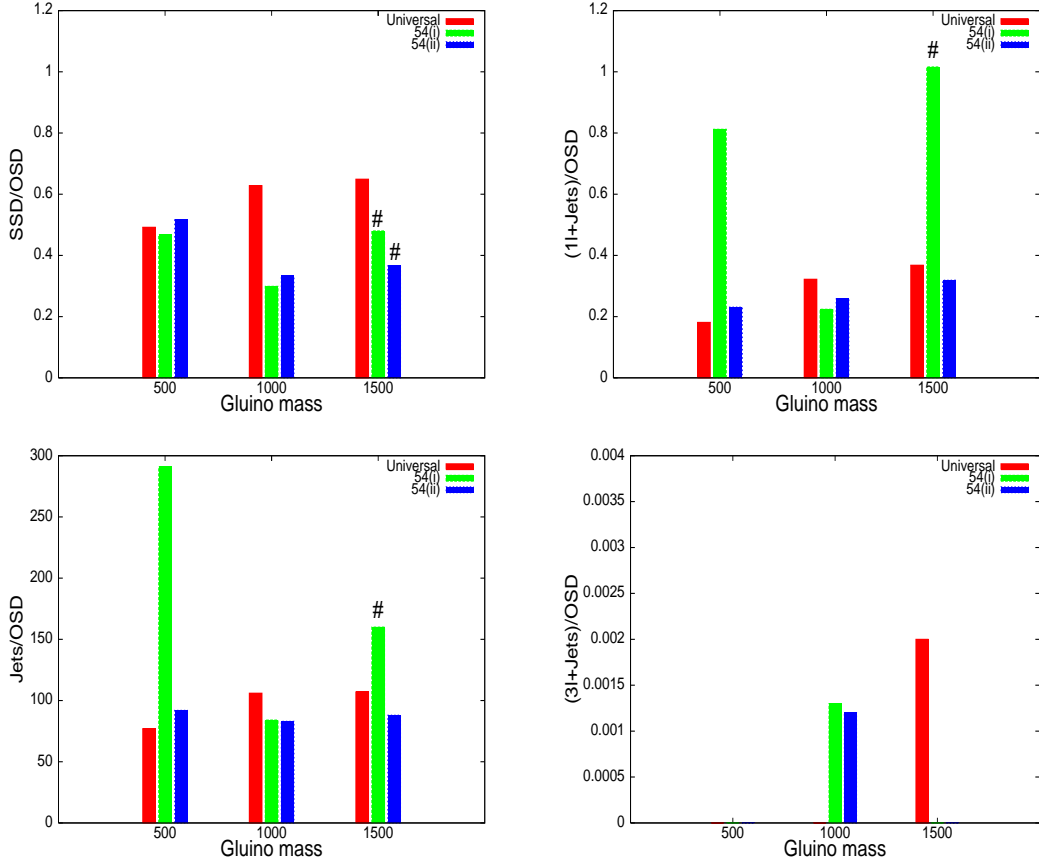 SSD/OSD
1.2
1
0.8
0.6
0.4
0.2
0
Universal
54(i)
54(ii)
#
#
500
1000
1500
Gluino mass
(1l+Jets)/OSD
1.2
1
0.8
0.6
0.4
0.2
0
Universal
54(i)
54(ii)
#
500
1000
1500
Gluino mass
Jets/OSD
300
250
200
150
100
50
0
Universal
54(i)
54(ii)
#
500
1000
1500
Gluino mass
(3l+Jets)/OSD
0.004
0.0035
0.003
0.0025
0.002
0.0015
0.001
0.0005
0
Universal
54(i)
54(ii)
500
1000
1500
Gluino mass